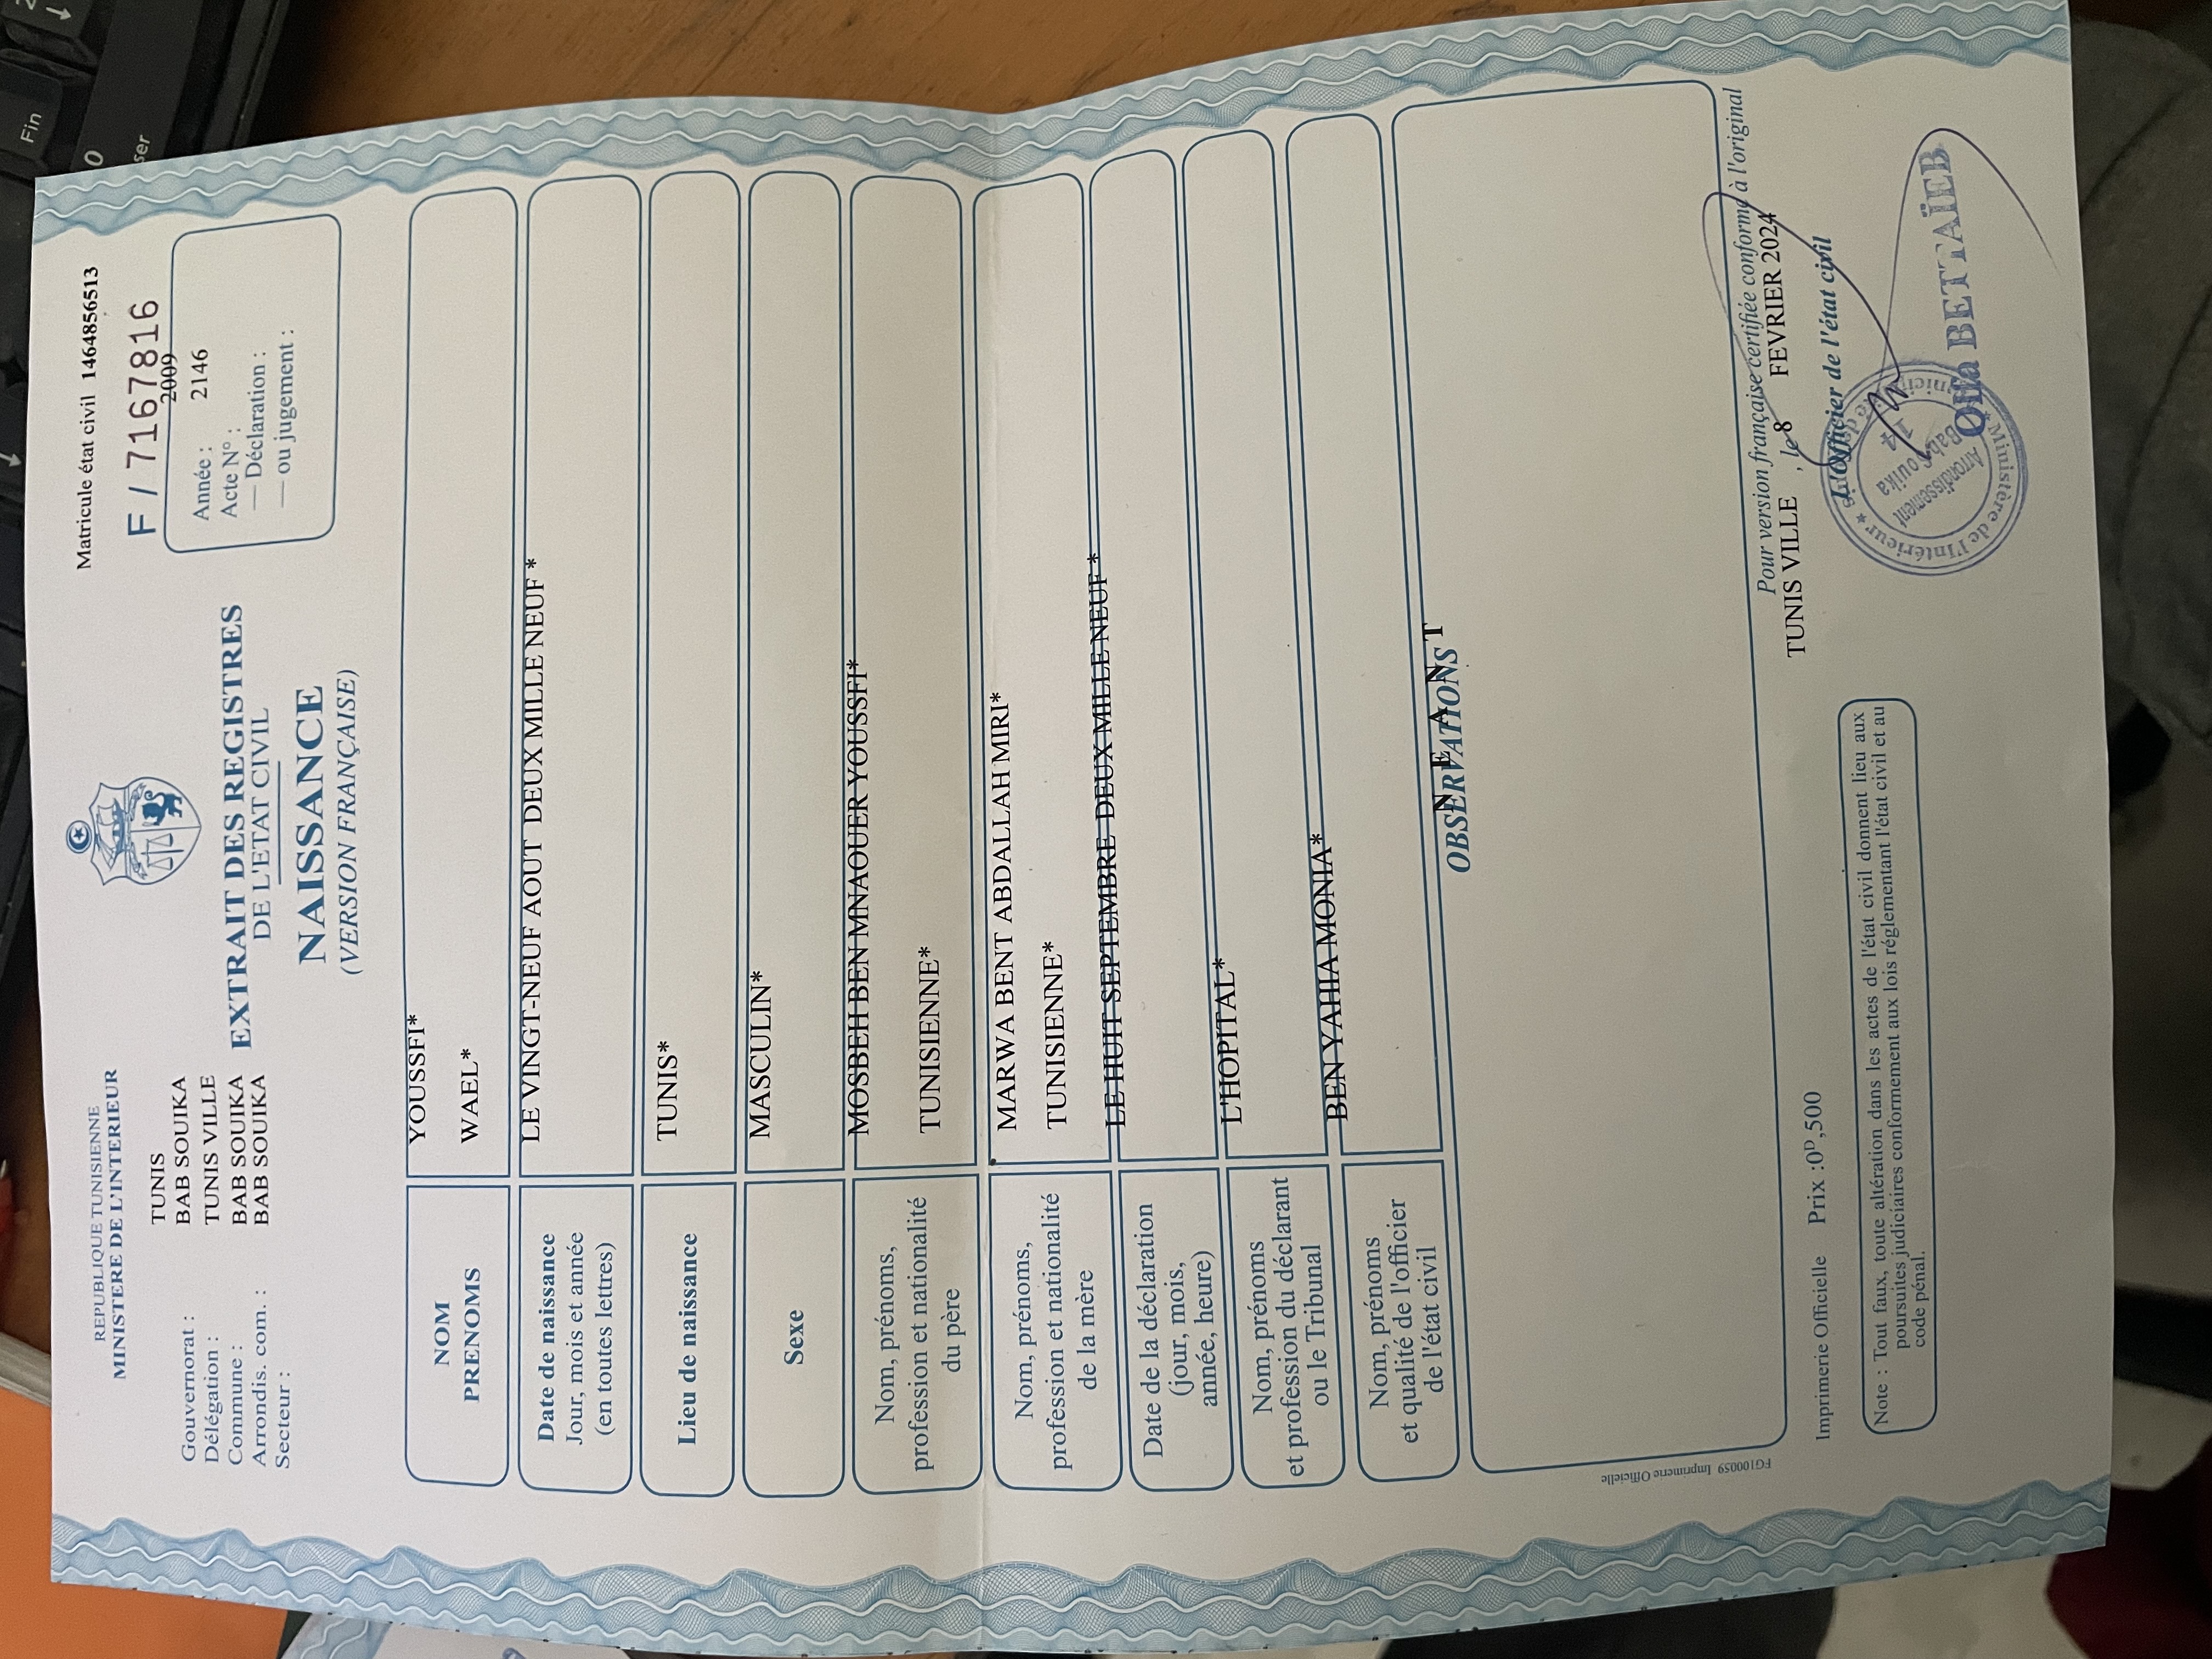 REPUBLIQUE TUNISIENNE
MINISTERE DE L'INTERIEUR
Gouvernorat : TUNIS
Délégation : BAB SOUIKA
Commune : TUNIS VILLE
Arrondis. com. : BAB SOUIKA
Secteur : BAB SOUIKA
EXTRAIT DES REGISTRES
DE L'ETAT CIVIL
NAISSANCE
(VERSION FRANÇAISE)
Matricule état civil 1464856513
F / 7167816
Année : 2009
Acte N° : 2146
— Déclaration :
— ou jugement :
NOM YOUSSFI*
PRENOMS WAEL*
Date de naissance LE VINGT-NEUF AOUT DEUX MILLE NEUF *
Jour, mois et année
(en toutes lettres)
Lieu de naissance TUNIS*
Sexe MASCULIN*
Nom, prénoms, MOSBEH BEN MNAOUER YOUSSFI*
profession et nationalité TUNISIENNE*
du père
Nom, prénoms, MARWA BENT ABDALLAH MIRI*
profession et nationalité TUNISIENNE*
de la mère
Date de la déclaration LE HUIT SEPTEMBRE DEUX MILLE NEUF *
(jour, mois,
année, heure)
Nom, prénoms L'HOPITAL*
et profession du déclarant
ou le Tribunal
Nom, prénoms BEN YAHIA MONIA*
et qualité de l'officier
de l'état civil
OBSERVATIONS
N E A N T
FG100059 Imprimerie Officielle
Pour version française certifiée conforme à l'original
TUNIS VILLE , le 8 FEVRIER 2024
L'Officier de l'état civil
Olfa BETTAÏEB
Ministère de l'Intérieur
Arrondissement
Bab Souika
14
Imprimerie Officielle Prix :0D,500
Note : Tout faux, toute altération dans les actes de l'état civil donnent lieu aux
poursuites judiciaires conformement aux lois réglementant l'état civil et au
code pénal.
Fin